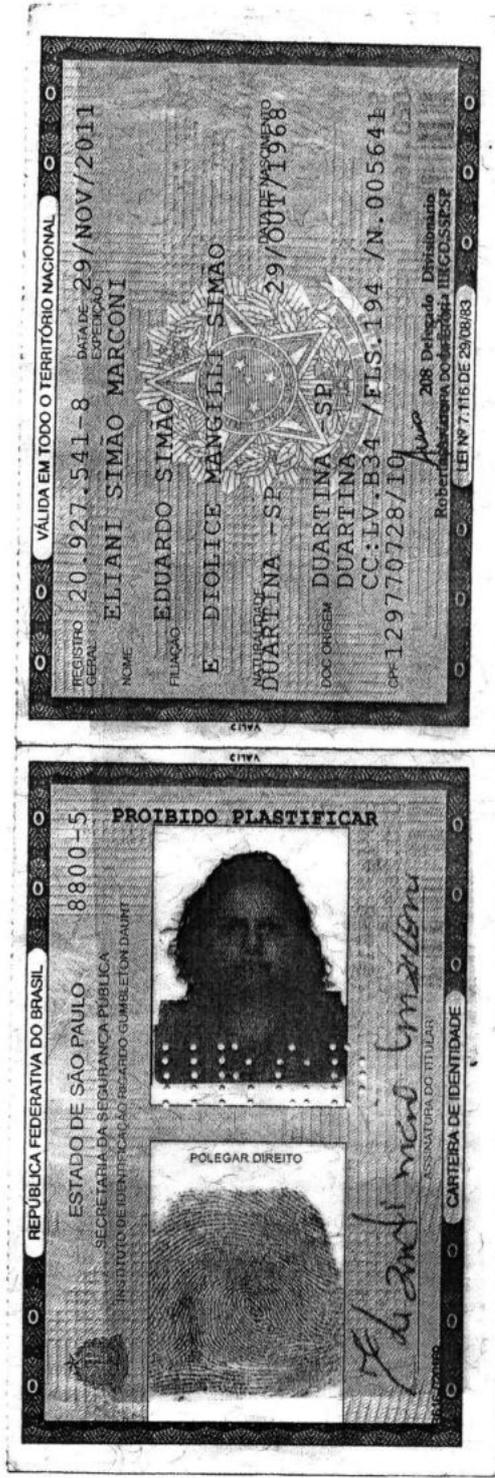 REPÚBLICA FEDERATIVA DO BRASIL
ESTADO DE SÃO PAULO 8800-5
SECRETARIA DA SEGURANÇA PÚBLICA
INSTITUTO DE IDENTIFICAÇÃO RICARDO GUMBLETON DAUNT
PROIBIDO PLASTIFICAR
POLEGAR DIREITO
ASSINATURA DO TITULAR
CARTEIRA DE IDENTIDADE
VÁLIDA EM TODO O TERRITÓRIO NACIONAL
REGISTRO GERAL 20.927.541-8 DATA DE EXPEDIÇÃO 29/NOV/2011
NOME ELIANI SIMÃO MARCONI
FILIAÇÃO EDUARDO SIMÃO
E DIOLICE MANGILLI SIMÃO
NATURALIDADE DATA DE NASCIMENTO
DUARTINA -SP 29/OUT/1968
DOC ORIGEM DUARTINA -SP
DUARTINA
CC:LV.B34 /FLS.194 /N.005641
CPF 129770728/10
208 Delegado Divisionario
IIRGD.SSPSP
LEI Nº 7.116 DE 29/08/83